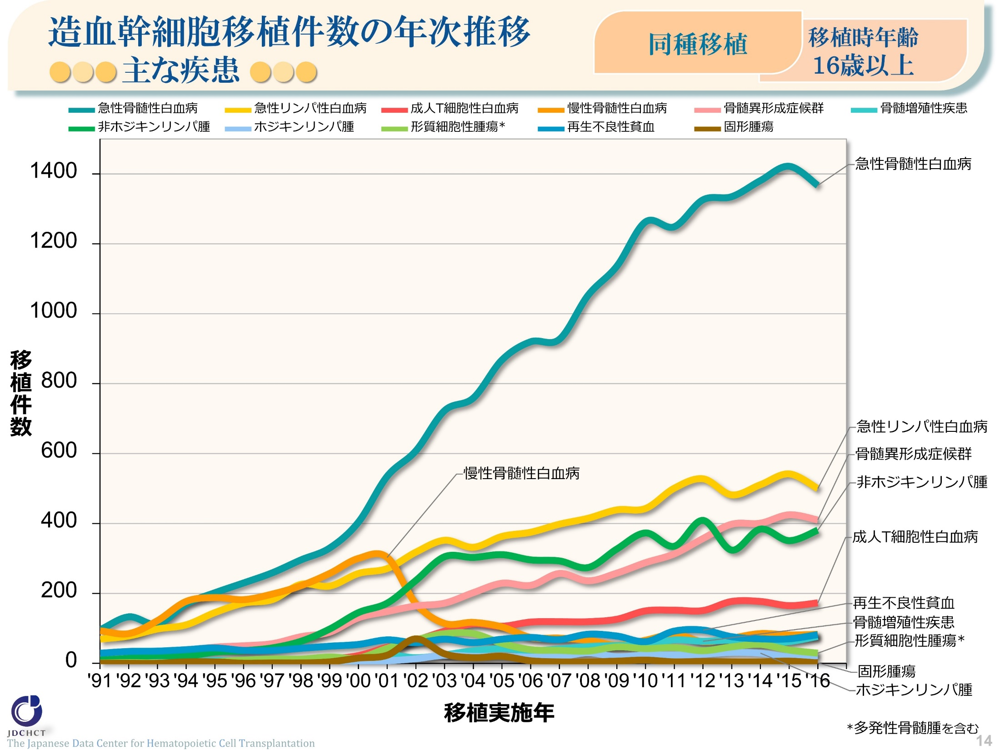 造血幹細胞移植件数の年次推移
主な疾患
同種移植
移植時年齢
16歳以上
急性骨髄性白血病
急性リンパ性白血病
成人T細胞性白血病
慢性骨髄性白血病
骨髄異形成症候群
骨髄増殖性疾患
非ホジキンリンパ腫
ホジキンリンパ腫
形質細胞性腫瘍*
再生不良性貧血
固形腫瘍
1400
1200
1000
800
600
400
200
0
移植件数
急性骨髄性白血病
急性リンパ性白血病
骨髄異形成症候群
慢性骨髄性白血病
非ホジキンリンパ腫
成人T細胞性白血病
再生不良性貧血
骨髄増殖性疾患
形質細胞性腫瘍*
固形腫瘍
ホジキンリンパ腫
'91 '92 '93 '94 '95 '96 '97 '98 '99 '00 '01 '02 '03 '04 '05 '06 '07 '08 '09 '10 '11 '12 '13 '14 '15 '16
移植実施年
*多発性骨髄腫を含む
JDCHCT
The Japanese Data Center for Hematopoietic Cell Transplantation
14